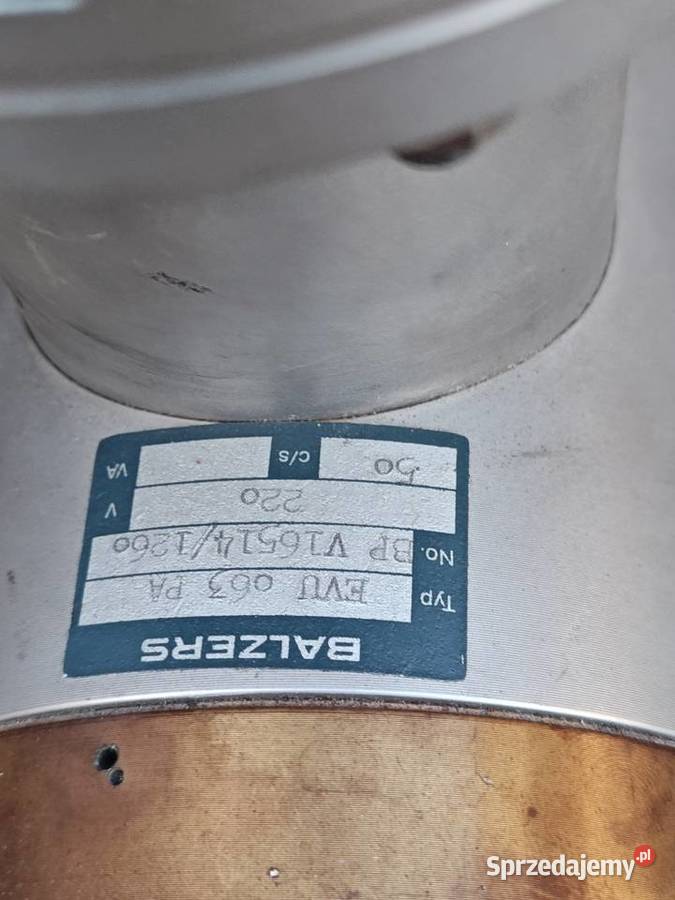 BALZERS
Typ EVU 063 PA
No. BP V16514/1260
220 V
50 c/s VA
Sprzedajemy.pl